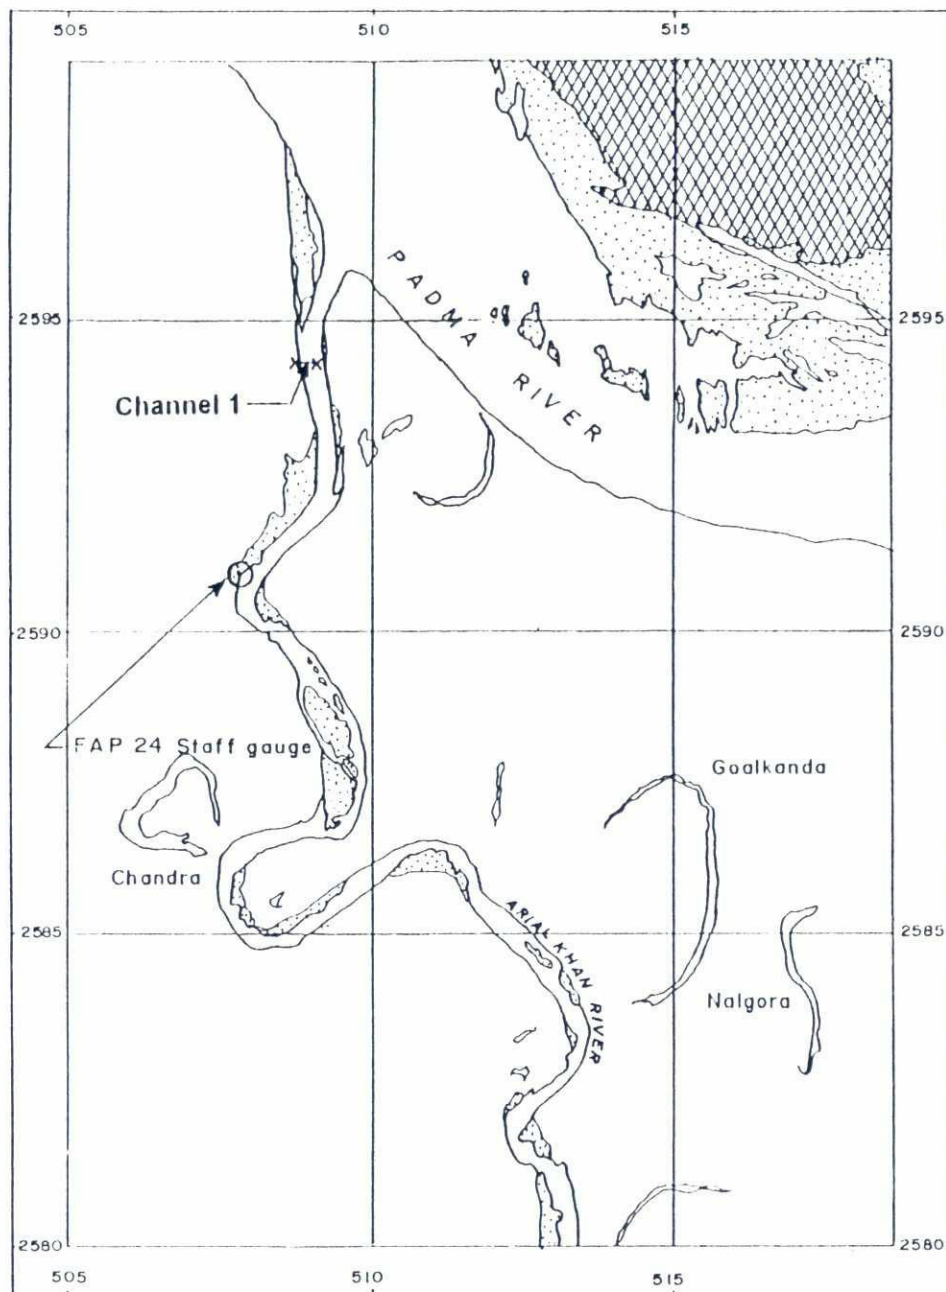 505 510 515
PADMA RIVER
2595 2595
Channel 1
2590 2590
FAP 24 Staff gauge
Goalkanda
Chandra
ARIAL KHAN RIVER
2585 2585
Nalgora
2580 2580
505 510 515